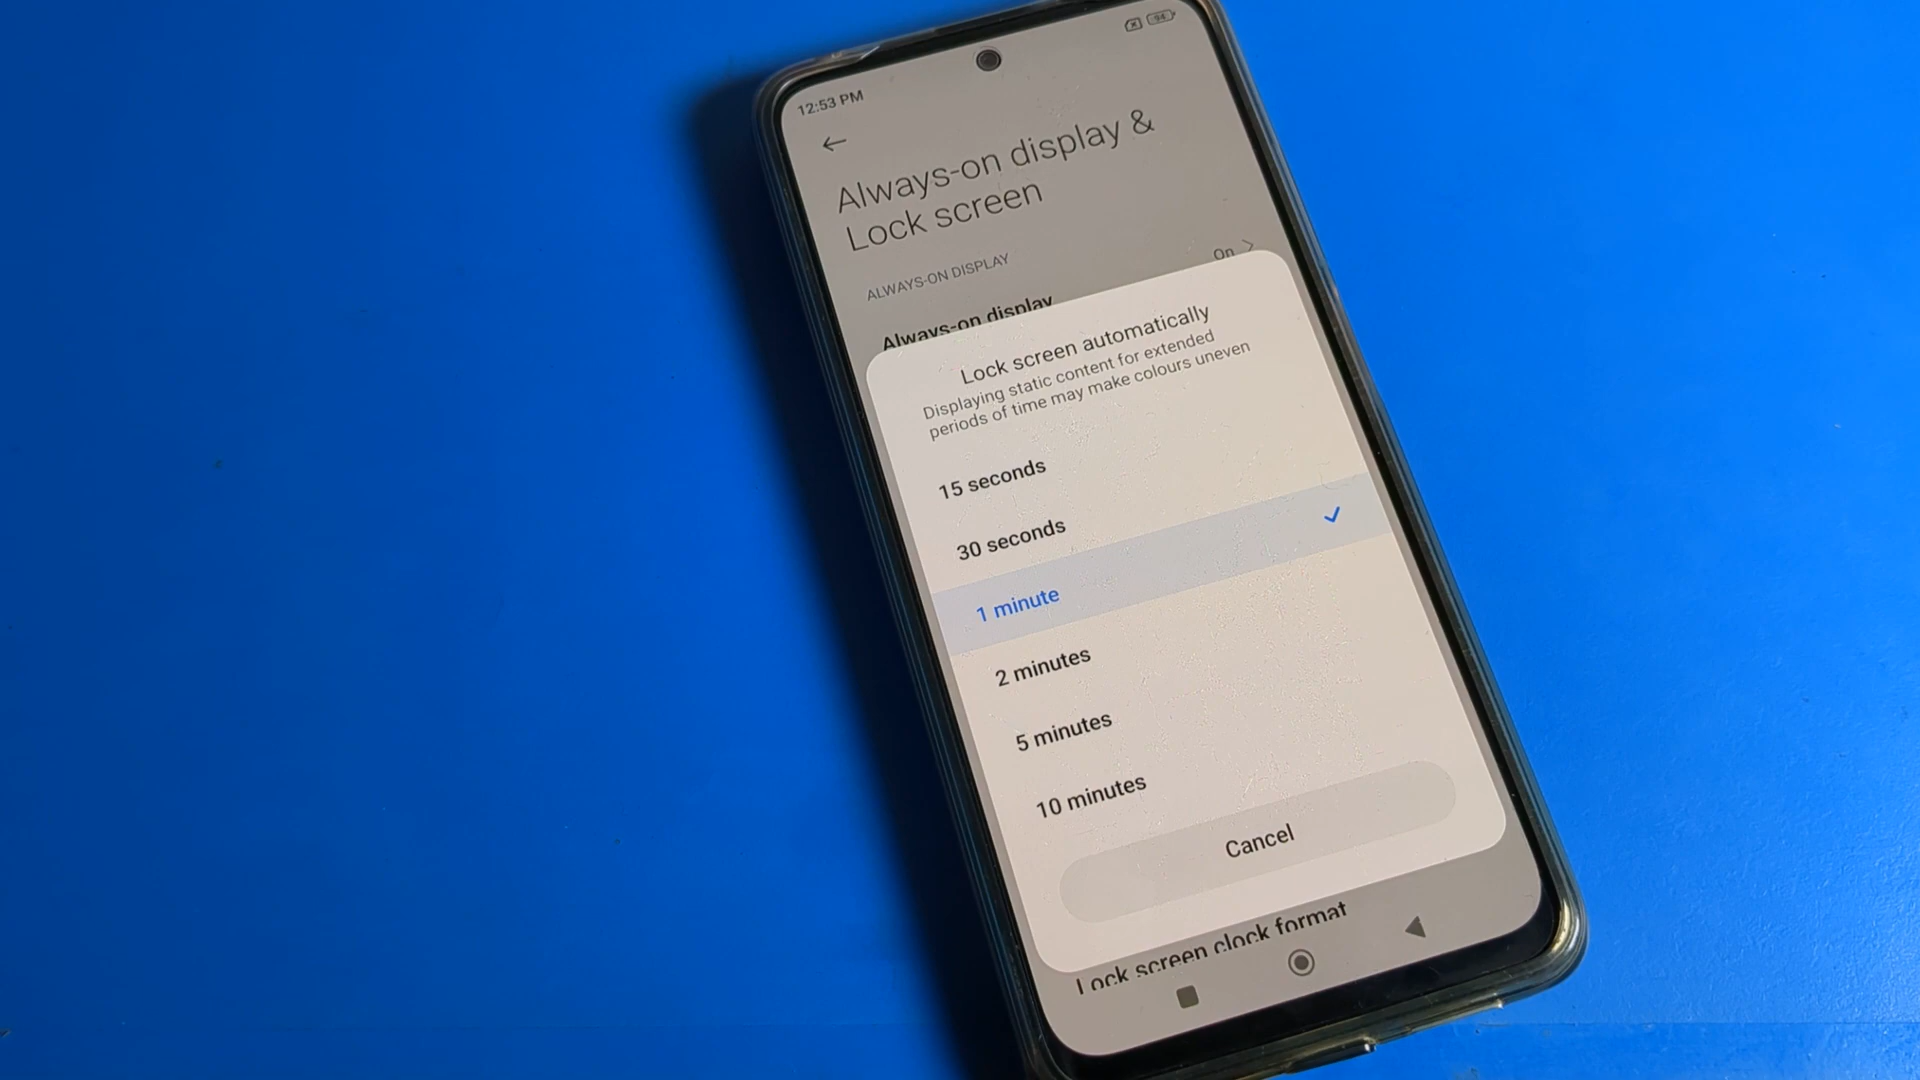 94
12:53 PM
Always-on display &
Lock screen
ALWAYS-ON DISPLAY
On
Always-on display
Lock screen automatically
Displaying static content for extended
periods of time may make colours uneven
15 seconds
30 seconds
1 minute
2 minutes
5 minutes
10 minutes
Cancel
Lock screen clock format